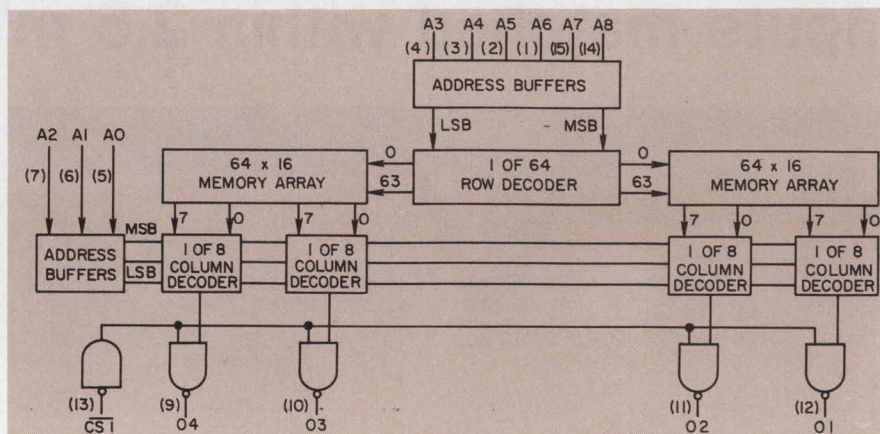 A3 A4 A5 A6 A7 A8
(4) (3) (2) (1) (15) (14)
ADDRESS BUFFERS
LSB MSB
A2 A1 A0
(7) (6) (5)
64 x 16
MEMORY ARRAY
0
63
1 OF 64
ROW DECODER
0
63
64 x 16
MEMORY ARRAY
7 0 7 0
7 0 7 0
MSB
LSB
ADDRESS
BUFFERS
1 OF 8
COLUMN
DECODER
1 OF 8
COLUMN
DECODER
1 OF 8
COLUMN
DECODER
1 OF 8
COLUMN
DECODER
(13) (9) (10) (11) (12)
CS1 04 03 02 01